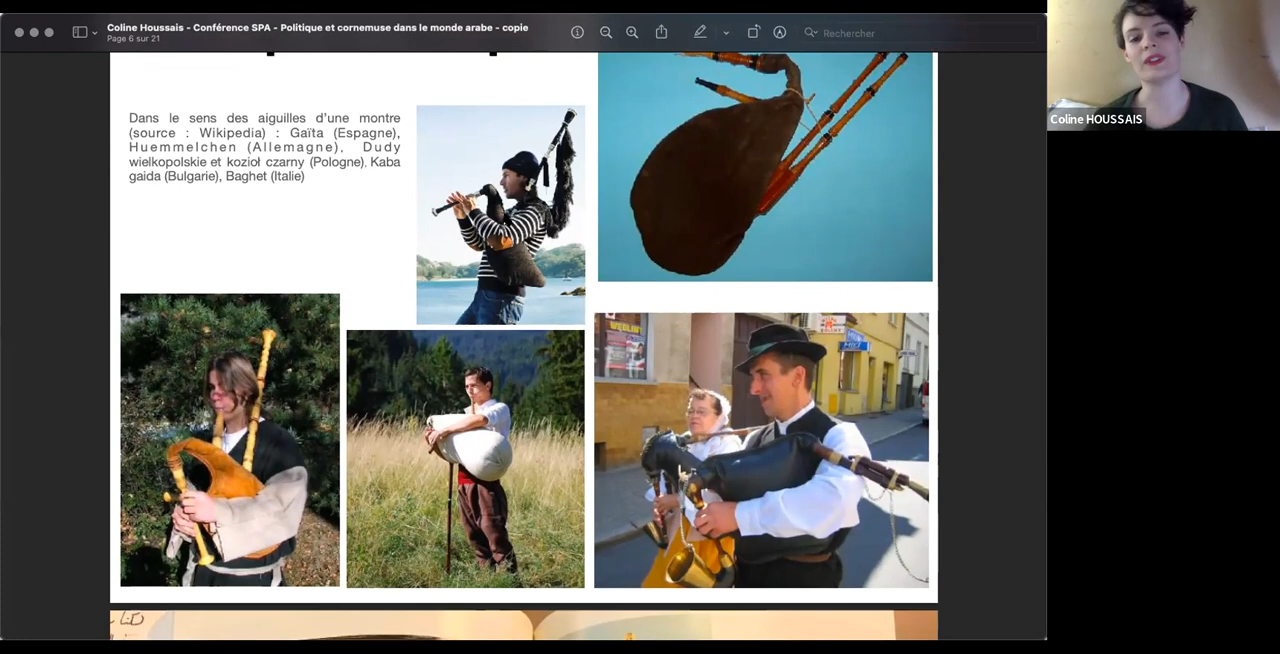 Coline Houssais - Conférence SPA - Politique et cornemuse dans le monde arabe - copie
Page 6 sur 21
Rechercher
Coline HOUSSAIS
Dans le sens des aiguilles d'une montre
(source : Wikipedia) : Gaïta (Espagne),
Huemmelchen (Allemagne), Dudy
wielkopolskie et kozioł czarny (Pologne), Kaba
gaida (Bulgarie), Baghet (Italie)
WĘDLINY